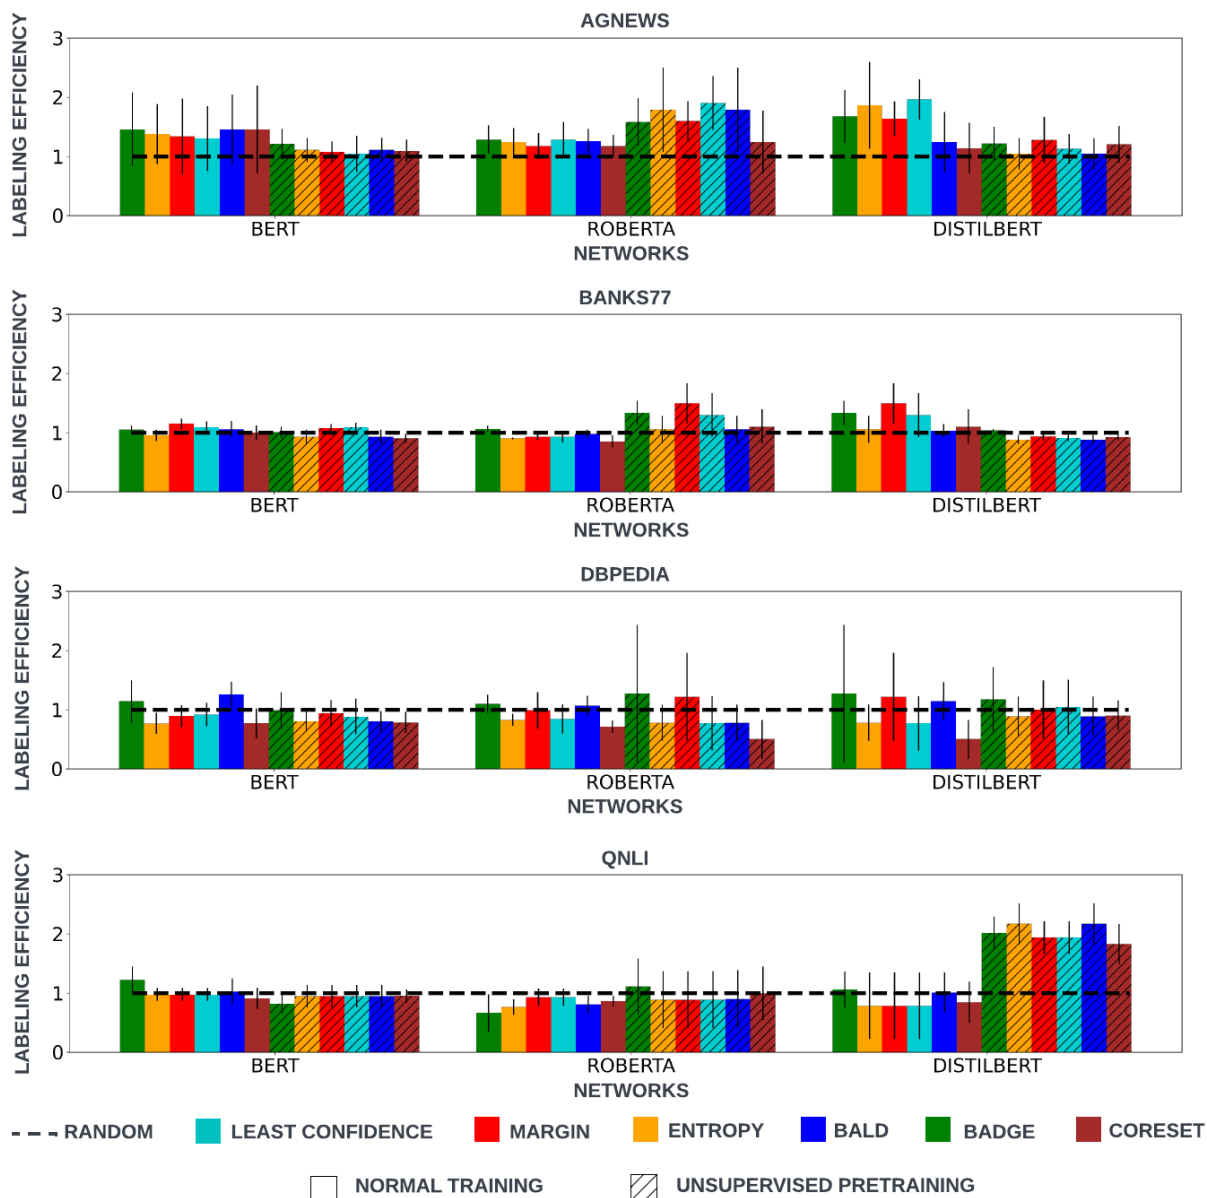 AGNEWS
LABELING EFFICIENCY
3
2
1
0
BERT ROBERTA DISTILBERT
NETWORKS
BANKS77
LABELING EFFICIENCY
3
2
1
0
BERT ROBERTA DISTILBERT
NETWORKS
DBPEDIA
LABELING EFFICIENCY
3
2
1
0
BERT ROBERTA DISTILBERT
NETWORKS
QNLI
LABELING EFFICIENCY
3
2
1
0
BERT ROBERTA DISTILBERT
NETWORKS
RANDOM LEAST CONFIDENCE MARGIN ENTROPY BALD BADGE CORESET
NORMAL TRAINING UNSUPERVISED PRETRAINING